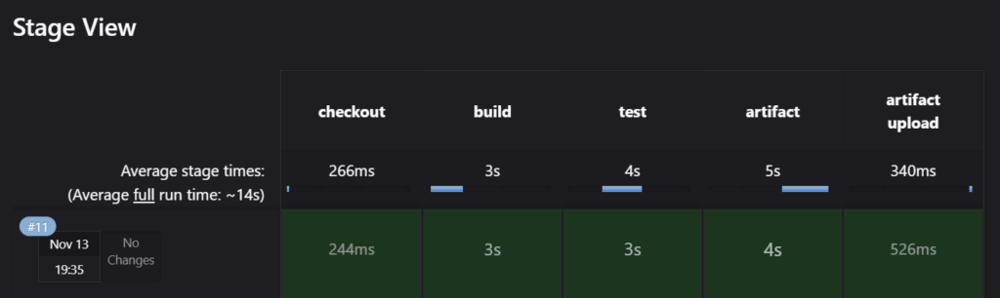 Stage View
checkout
build
test
artifact
artifact
upload
Average stage times:
266ms
3s
4s
5s
340ms
(Average full run time: ~14s)
#11
Nov 13
No
Changes
19:35
244ms
3s
3s
4s
526ms